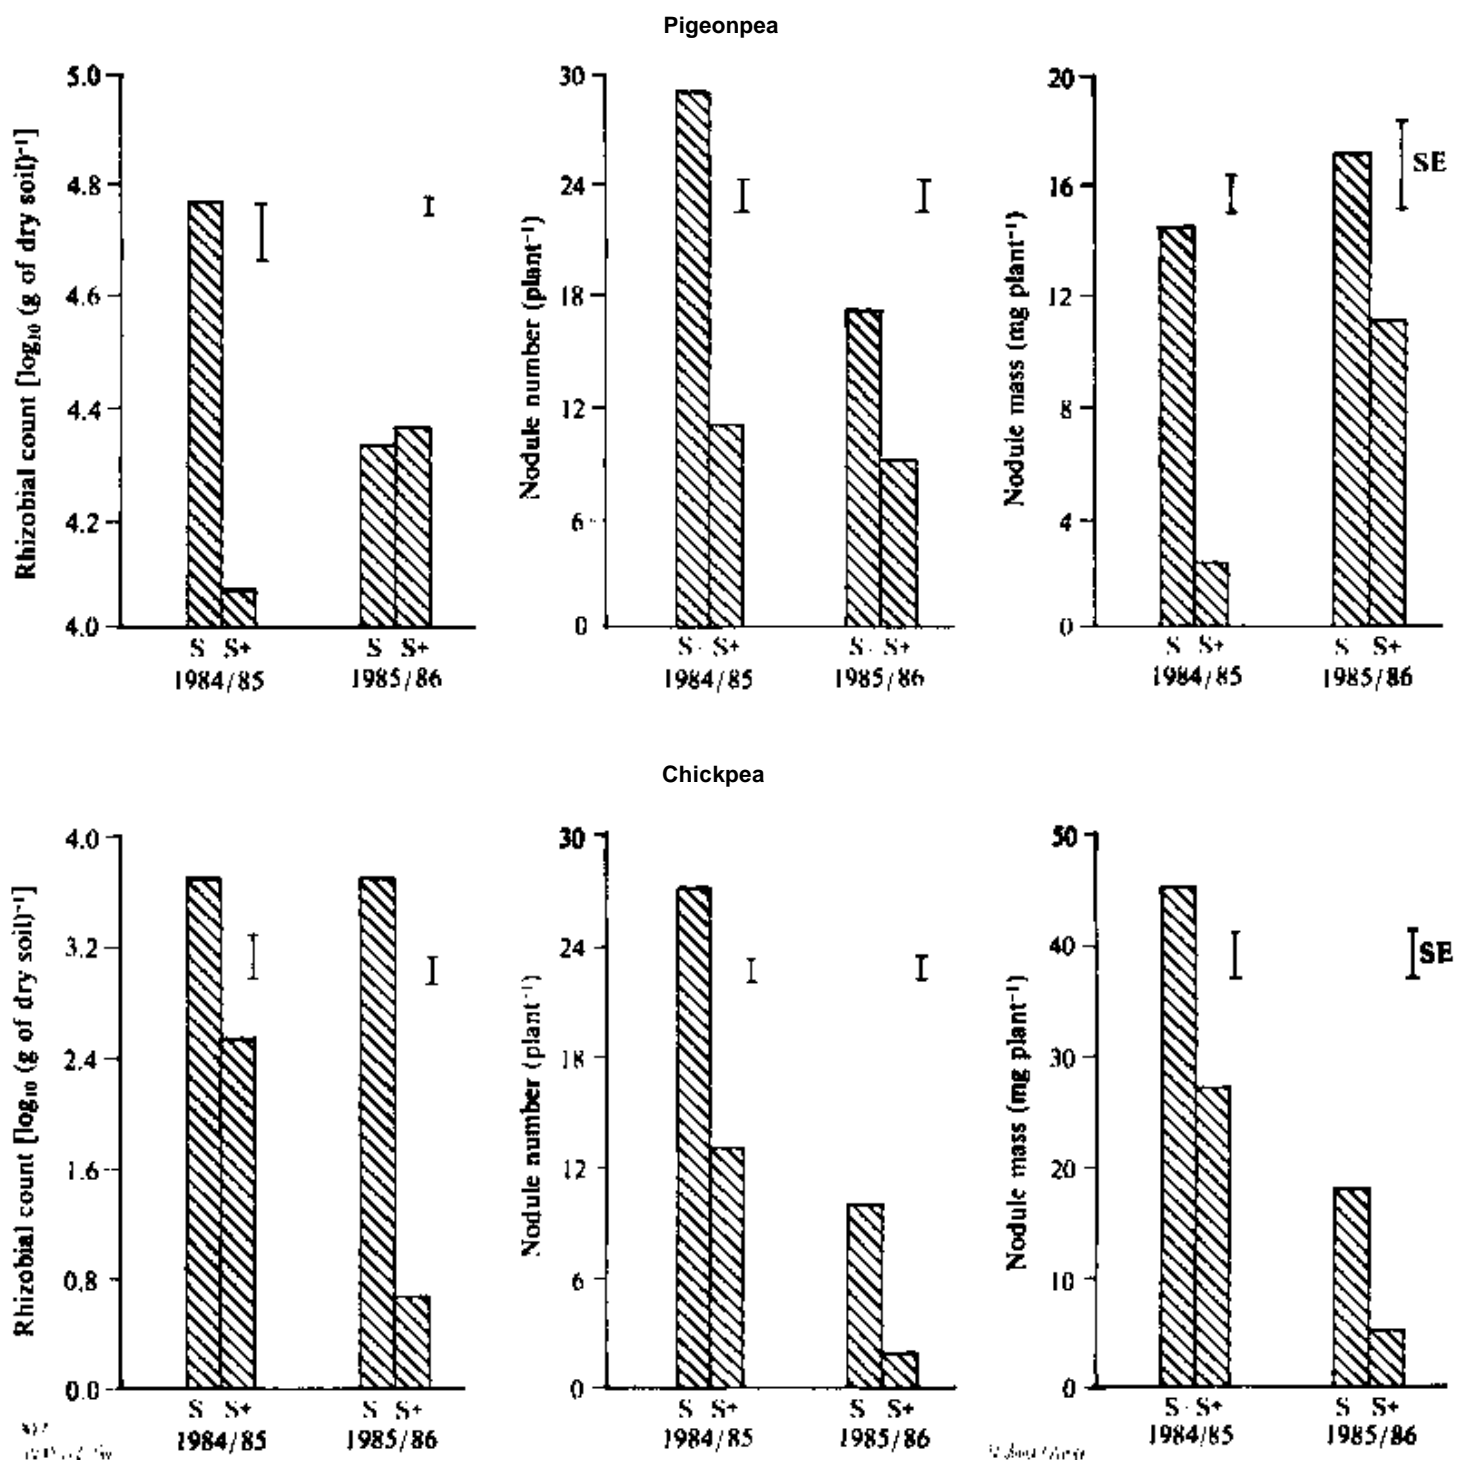 Pigeonpea
Rhizobial count [log₁₀ (g of dry soil)⁻¹]
5.0
4.8
4.6
4.4
4.2
4.0
S S+
1984/85
S S+
1985/86
Nodule number (plant⁻¹)
30
24
18
12
6
0
S S+
1984/85
S S+
1985/86
Nodule mass (mg plant⁻¹)
20
16
12
8
4
0
SE
S S+
1984/85
S S+
1985/86
Chickpea
Rhizobial count [log₁₀ (g of dry soil)⁻¹]
4.0
3.2
2.4
1.6
0.8
0.0
S S+
1984/85
S S+
1985/86
Nodule number (plant⁻¹)
30
24
18
12
6
0
S S+
1984/85
S S+
1985/86
Nodule mass (mg plant⁻¹)
50
40
30
20
10
0
SE
S S+
1984/85
S S+
1985/86